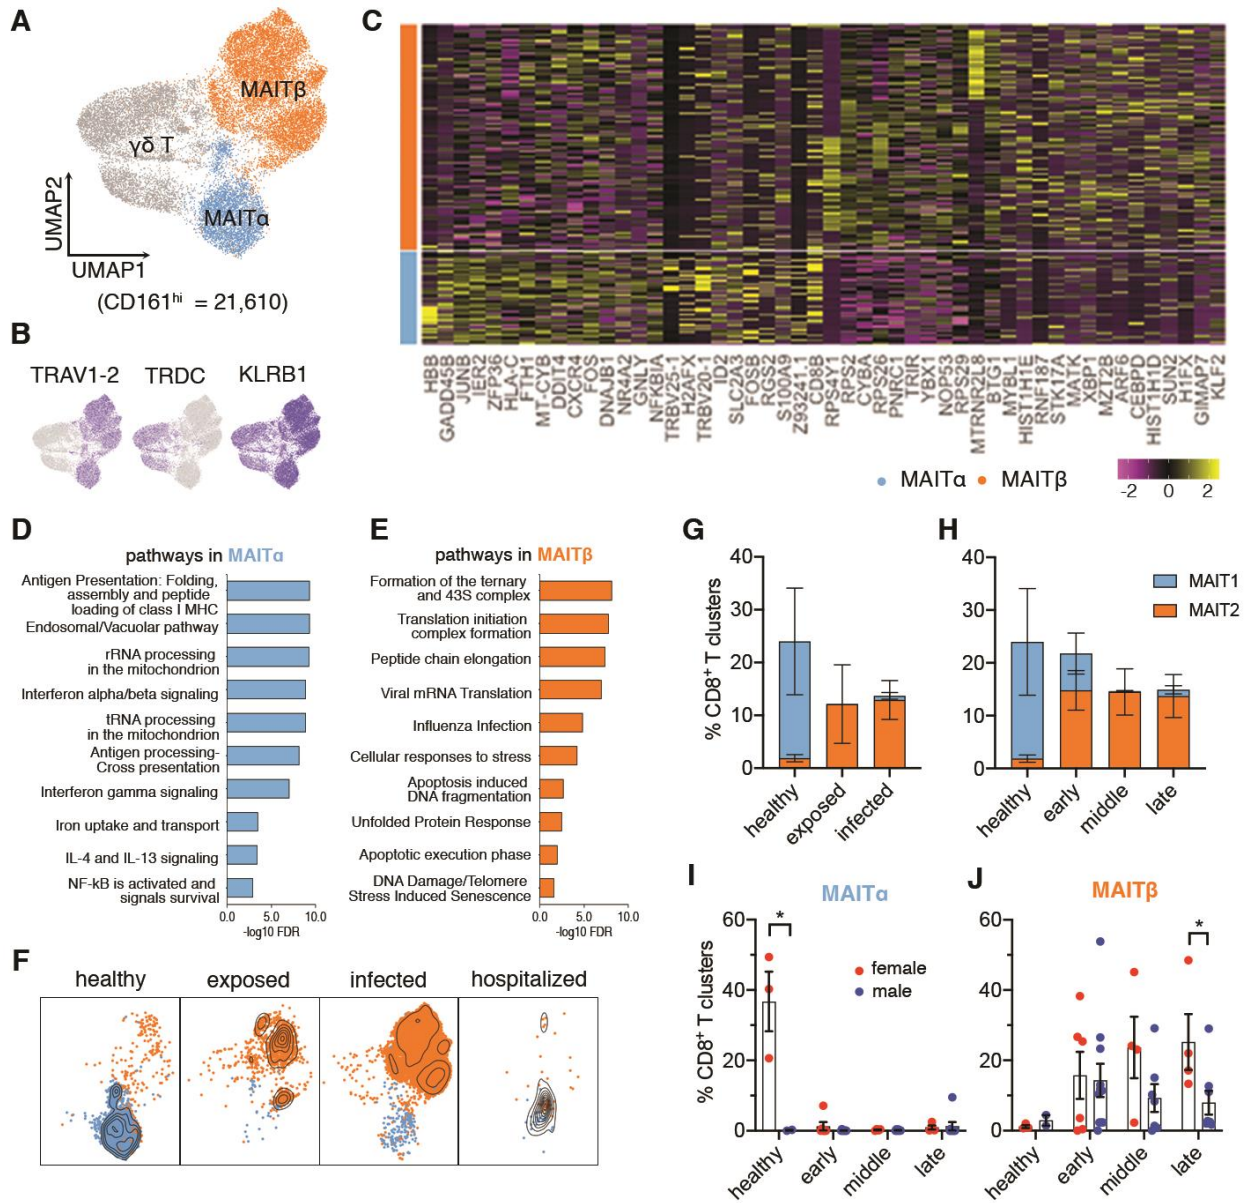 A
MAITβ
γδ T
MAITα
UMAP2
UMAP1
(CD161hi = 21,610)
B
TRAV1-2
TRDC
KLRB1
C
HBB
GADD45B
JUNB
IER2
ZFP36
HLA-C
FTH1
MT-CYB
DDIT4
CXCR4
FOS
DNAJB1
NR4A2
GNLY
NFKBIA
TRBV25-1
H2AFX
TRBV20-1
ID2
SLC2A3
FOSB
RGS2
S100A9
Z93241.1
CD8B
RPS4Y1
RPS2
CYBA
RPS26
PNRC1
TRIR
YBX1
NOP53
RPS29
MTRNR2L8
BTG1
MYBL1
HIST1H1E
RNF187
STK17A
MATK
XBP1
MZT2B
ARF6
CEBPD
HIST1H1D
SUN2
H1FX
GIMAP7
KLF2
MAITα
MAITβ
-2 0 2
D
pathways in MAITα
Antigen Presentation: Folding,
assembly and peptide
loading of class I MHC
Endosomal/Vacuolar pathway
rRNA processing
in the mitochondrion
Interferon alpha/beta signaling
tRNA processing
in the mitochondrion
Antigen processing-
Cross presentation
Interferon gamma signaling
Iron uptake and transport
IL-4 and IL-13 signaling
NF-kB is activated and
signals survival
0.0 5.0 10.0
-log10 FDR
E
pathways in MAITβ
Formation of the ternary
and 43S complex
Translation initiation
complex formation
Peptide chain elongation
Viral mRNA Translation
Influenza Infection
Cellular responses to stress
Apoptosis induced
DNA fragmentation
Unfolded Protein Response
Apoptotic execution phase
DNA Damage/Telomere
Stress Induced Senescence
0.0 5.0 10.0
-log10 FDR
F
healthy
exposed
infected
hospitalized
G
% CD8+ T clusters
40
30
20
10
0
healthy
exposed
infected
H
40
30
20
10
0
healthy
early
middle
late
MAIT1
MAIT2
I
MAITα
% CD8+ T clusters
60
40
20
0
*
female
male
healthy
early
middle
late
J
MAITβ
60
40
20
0
*
healthy
early
middle
late